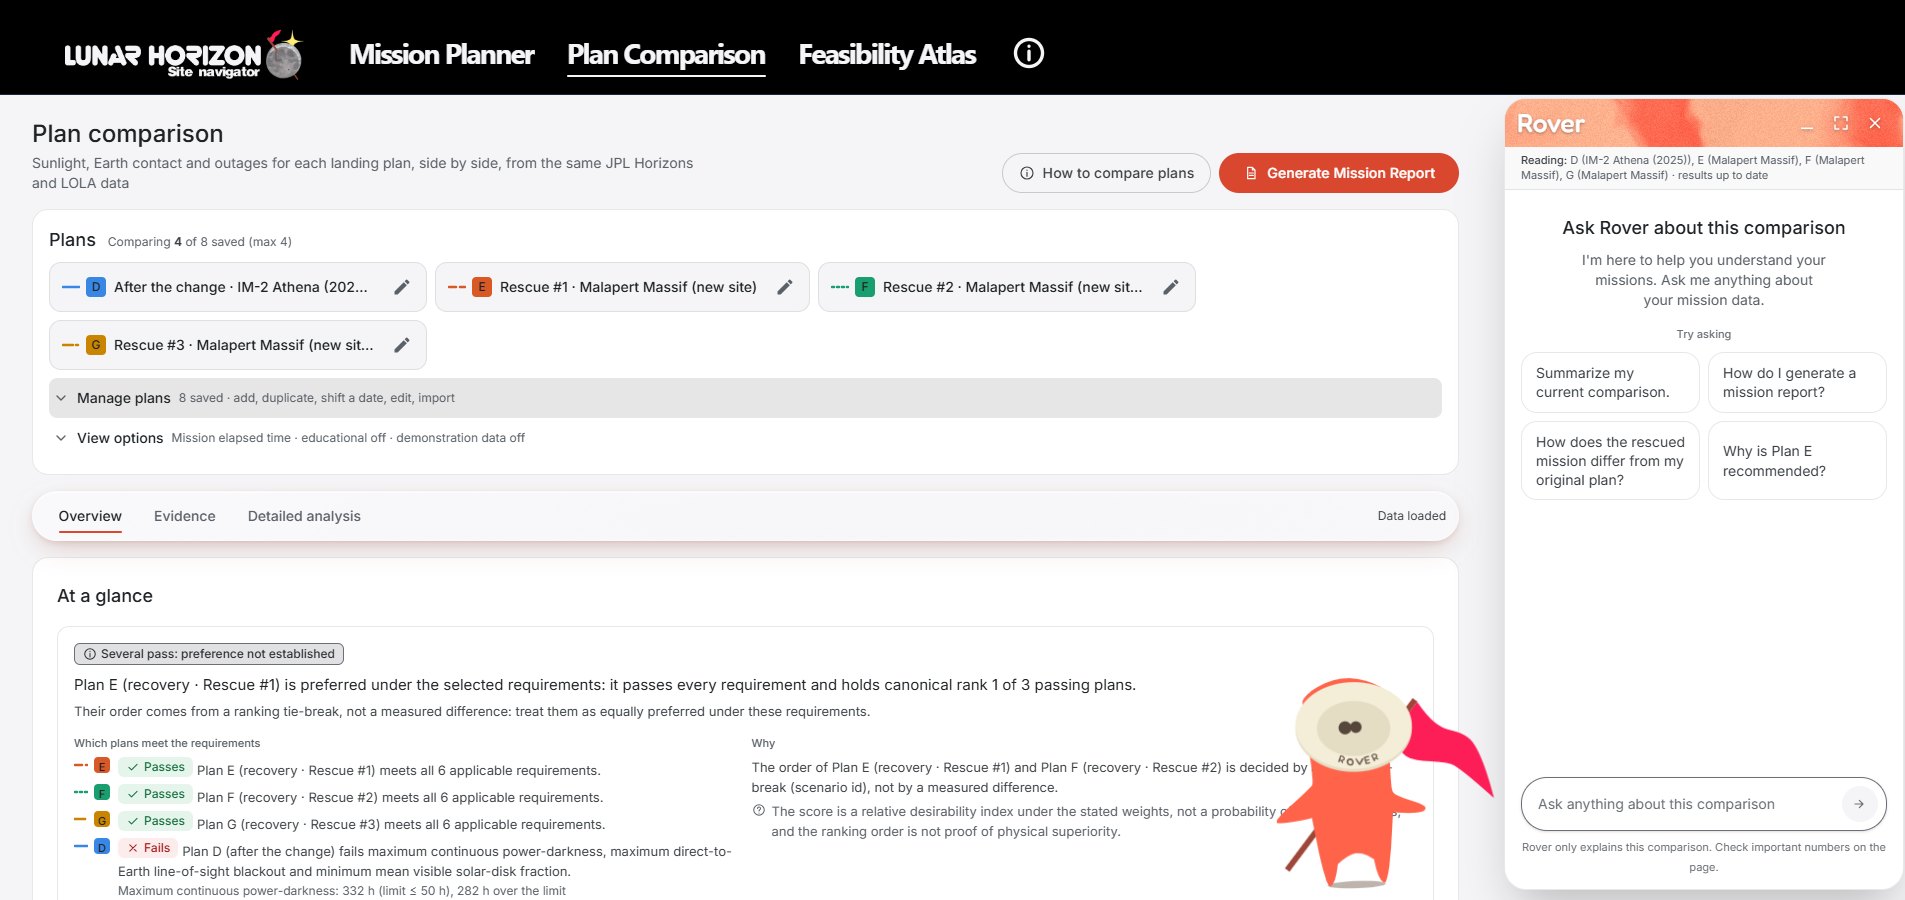 LUNAR HORIZON
Site navigator
Mission Planner
Plan Comparison
Feasibility Atlas
Plan comparison
Sunlight, Earth contact and outages for each landing plan, side by side, from the same JPL Horizons
and LOLA data
How to compare plans
Generate Mission Report
Plans
Comparing 4 of 8 saved (max 4)
D After the change · IM-2 Athena (202...
E Rescue #1 · Malapert Massif (new site)
F Rescue #2 · Malapert Massif (new sit...
G Rescue #3 · Malapert Massif (new sit...
Manage plans 8 saved · add, duplicate, shift a date, edit, import
View options Mission elapsed time · educational off · demonstration data off
Overview
Evidence
Detailed analysis
Data loaded
At a glance
Several pass: preference not established
Plan E (recovery · Rescue #1) is preferred under the selected requirements: it passes every requirement and holds canonical rank 1 of 3 passing plans.
Their order comes from a ranking tie-break, not a measured difference: treat them as equally preferred under these requirements.
Which plans meet the requirements
E Passes Plan E (recovery · Rescue #1) meets all 6 applicable requirements.
F Passes Plan F (recovery · Rescue #2) meets all 6 applicable requirements.
G Passes Plan G (recovery · Rescue #3) meets all 6 applicable requirements.
D Fails Plan D (after the change) fails maximum continuous power-darkness, maximum direct-to-
Earth line-of-sight blackout and minimum mean visible solar-disk fraction.
Maximum continuous power-darkness: 332 h (limit ≤ 50 h), 282 h over the limit
Why
The order of Plan E (recovery · Rescue #1) and Plan F (recovery · Rescue #2) is decided by
break (scenario id), not by a measured difference.
The score is a relative desirability index under the stated weights, not a probability
and the ranking order is not proof of physical superiority.
ROVER
Rover
Reading: D (IM-2 Athena (2025)), E (Malapert Massif), F (Malapert
Massif), G (Malapert Massif) · results up to date
Ask Rover about this comparison
I'm here to help you understand your
missions. Ask me anything about
your mission data.
Try asking
Summarize my
current comparison.
How do I generate a
mission report?
How does the rescued
mission differ from my
original plan?
Why is Plan E
recommended?
Ask anything about this comparison
Rover only explains this comparison. Check important numbers on the
page.